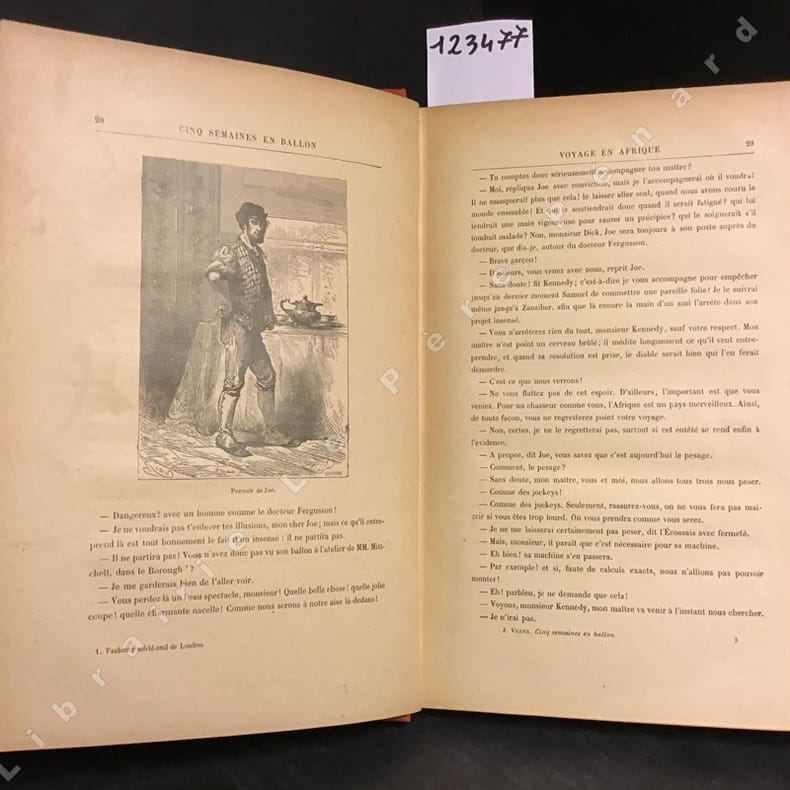 123477
28
CINQ SEMAINES EN BALLON
Portrait de Joe.
— Dangereux! avec un homme comme le docteur Fergusson!
— Je ne voudrais pas t'enlever tes illusions, mon cher Joe; mais ce qu'il entre-
prend là est tout bonnement le fait d'un insensé : il ne partira pas.
— Il ne partira pas! Vous n'avez donc pas vu son ballon à l'atelier de MM. Mit-
chell, dans le Borough ¹?
— Je me garderais bien de l'aller voir.
— Vous perdez là un beau spectacle, monsieur! Quelle belle chose! quelle jolie
coupe! quelle charmante nacelle! Comme nous serons à notre aise là-dedans!
1. Faubourg méridional de Londres.
VOYAGE EN AFRIQUE
29
— Tu comptes donc sérieusement accompagner ton maître?
— Moi, répliqua Joe avec conviction, mais je l'accompagnerai où il voudra!
Il ne manquerait plus que cela! le laisser aller seul, quand nous avons couru le
monde ensemble! Et qui le soutiendrait donc quand il serait fatigué? qui lui
tendrait une main vigoureuse pour sauter un précipice? qui le soignerait s'il
tombait malade? Non, monsieur Dick, Joe sera toujours à son poste auprès du
docteur, que dis-je, autour du docteur Fergusson.
— Brave garçon!
— D'ailleurs, vous venez avec nous, reprit Joe.
— Sans doute! fit Kennedy; c'est-à-dire je vous accompagne pour empêcher
jusqu'au dernier moment Samuel de commettre une pareille folie! Je le suivrai
même jusqu'à Zanzibar, afin que là encore la main d'un ami l'arrête dans son
projet insensé.
— Vous n'arrêterez rien du tout, monsieur Kennedy, sauf votre respect. Mon
maître n'est point un cerveau brûlé; il médite longuement ce qu'il veut entre-
prendre, et quand sa résolution est prise, le diable serait bien qui l'en ferait
démordre.
— C'est ce que nous verrons!
— Ne vous flattez pas de cet espoir. D'ailleurs, l'important est que vous
veniez. Pour un chasseur comme vous, l'Afrique est un pays merveilleux. Ainsi,
de toute façon, vous ne regretterez point votre voyage.
— Non, certes, je ne le regretterai pas, surtout si cet entêté se rend enfin à
l'évidence.
— A propos, dit Joe, vous savez que c'est aujourd'hui le pesage.
— Comment, le pesage?
— Sans doute, mon maître, vous et moi, nous allons tous trois nous peser.
— Comme des jockeys!
— Comme des jockeys. Seulement, rassurez-vous, on ne vous fera pas mai-
grir si vous êtes trop lourd. On vous prendra comme vous serez.
— Je ne me laisserai certainement pas peser, dit l'Écossais avec fermeté.
— Mais, monsieur, il paraît que c'est nécessaire pour sa machine.
— Eh bien! sa machine s'en passera.
— Par exemple! et si, faute de calculs exacts, nous n'allions pas pouvoir
monter!
— Eh! parbleu, je ne demande que cela!
— Voyons, monsieur Kennedy, mon maître va venir à l'instant nous chercher.
— Je n'irai pas.
J. VERNE. Cinq semaines en ballon.
3
Librairie Le Père Pénard